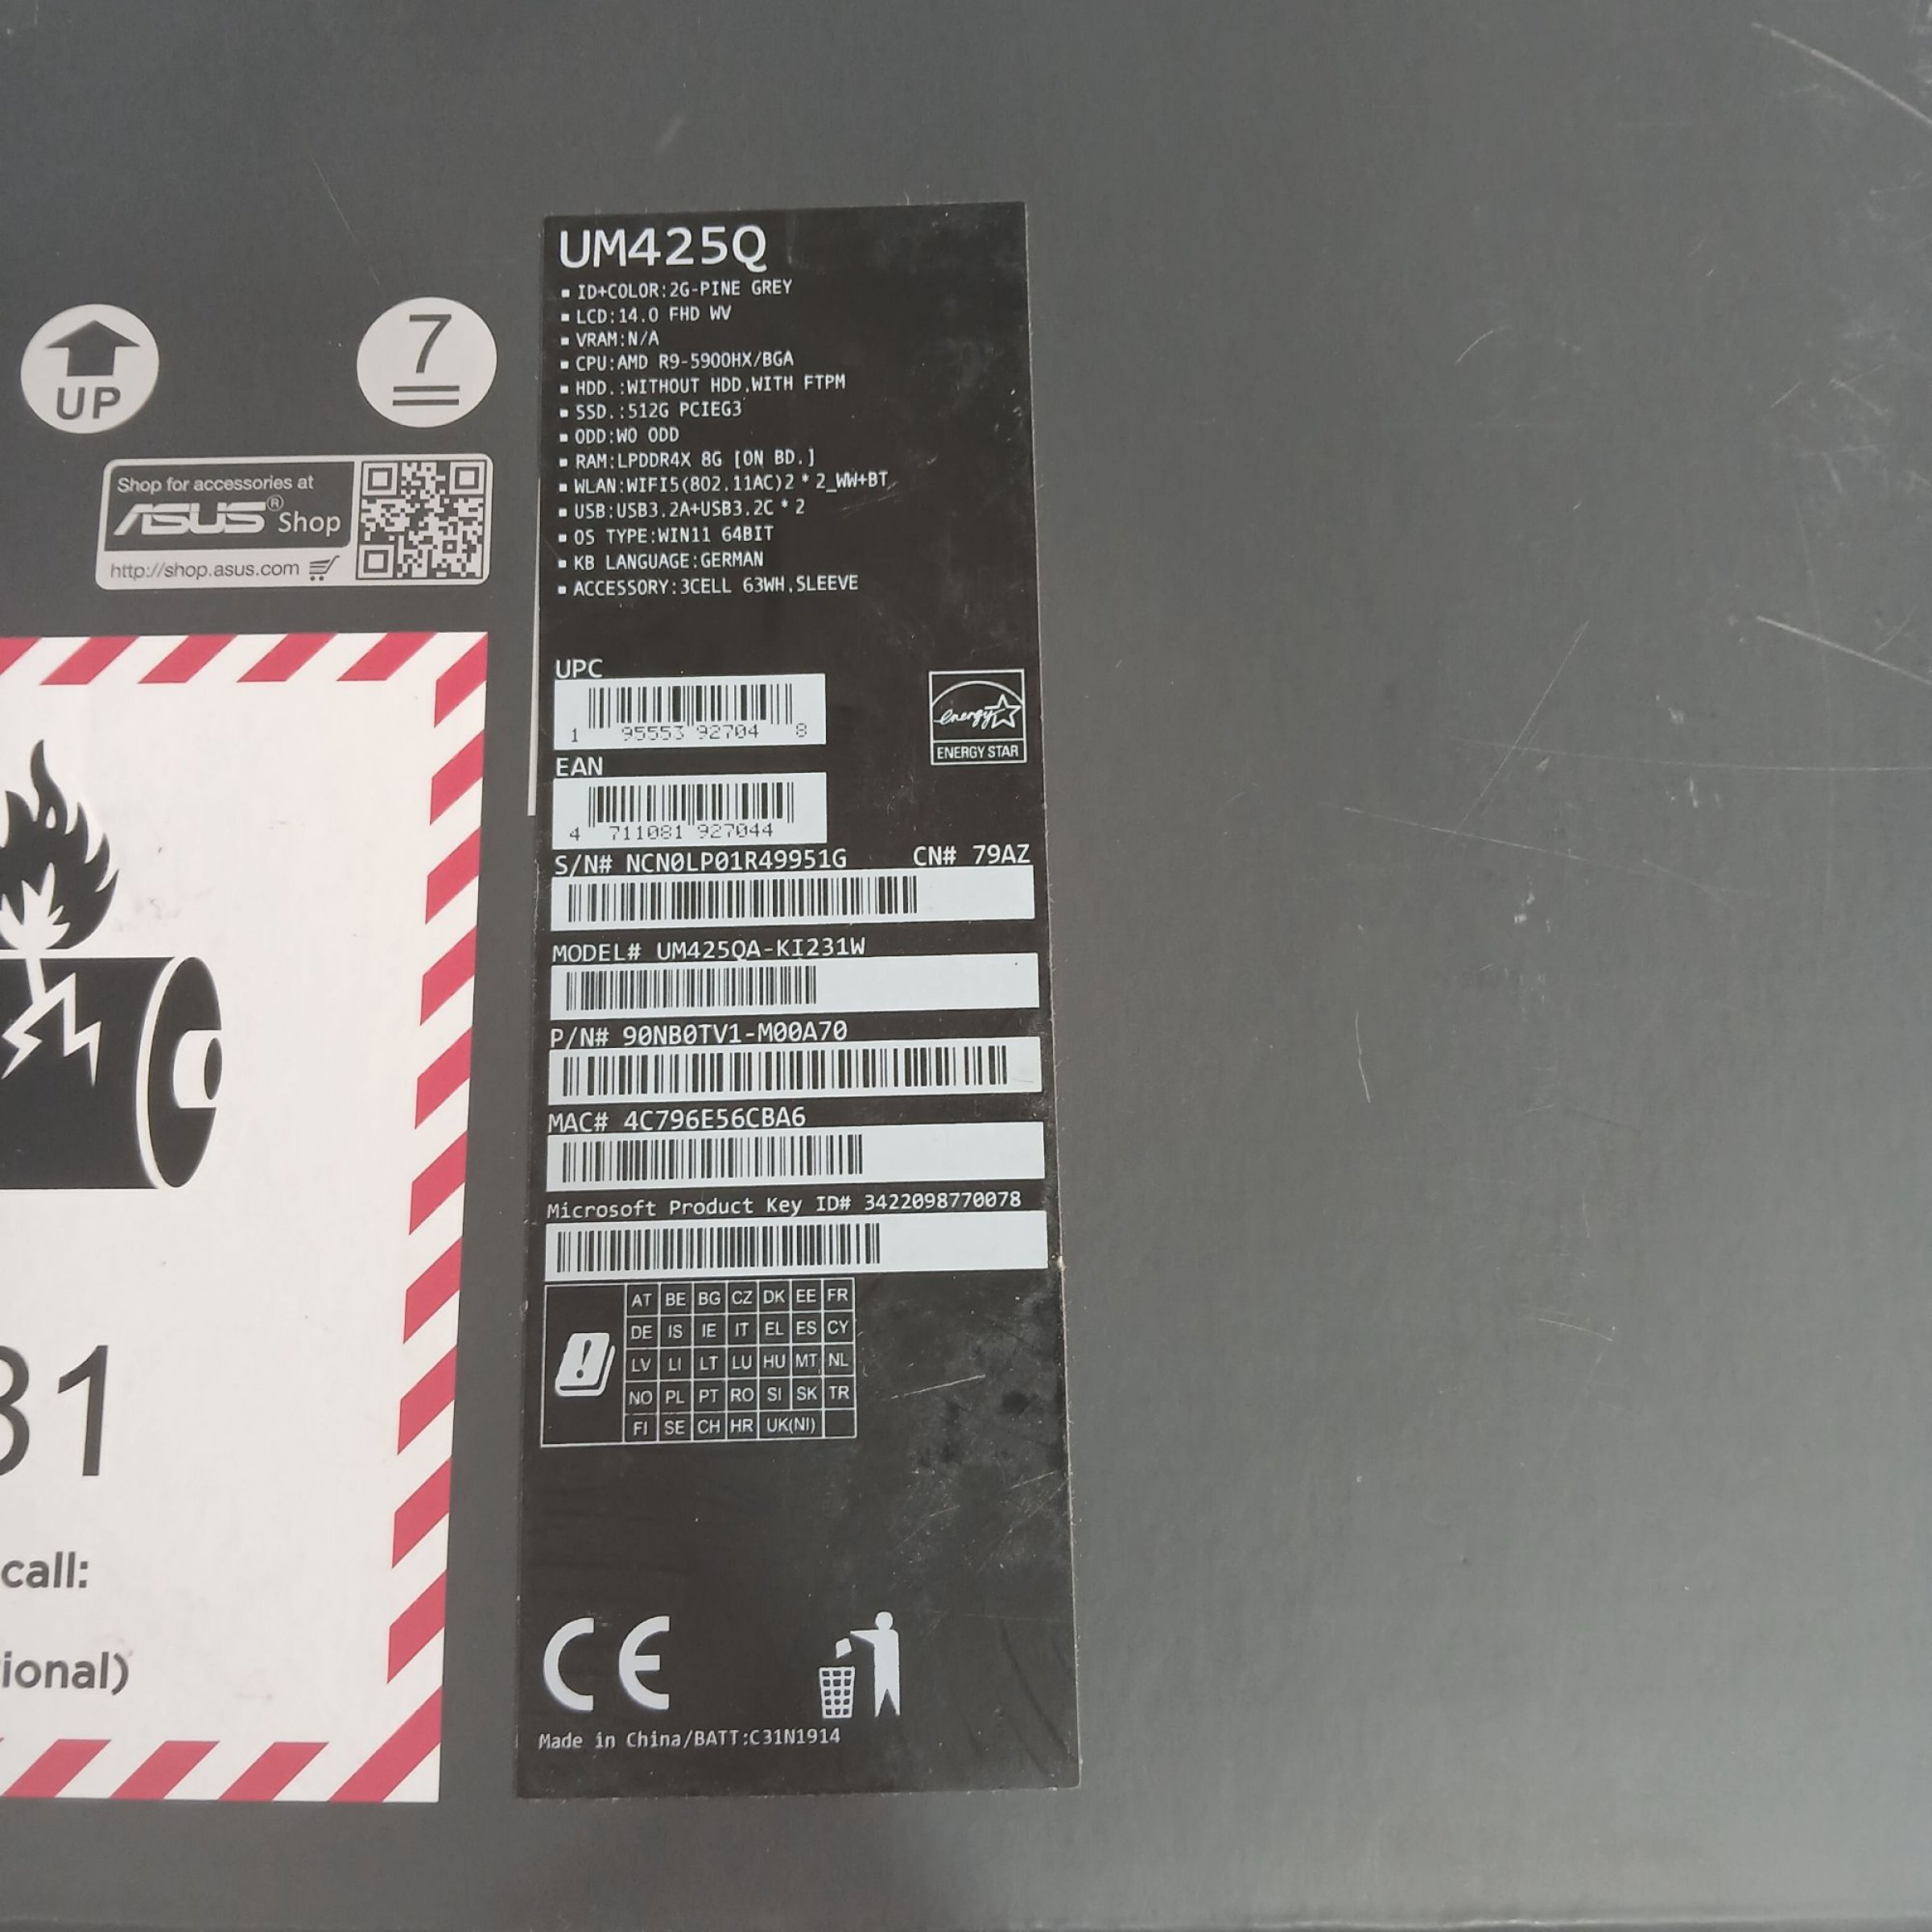 UP
7
Shop for accessories at
ASUS® Shop
http://shop.asus.com
31
call:
ional)
UM425Q
▪ ID+COLOR:2G-PINE GREY
▪ LCD:14.0 FHD WV
▪ VRAM:N/A
▪ CPU:AMD R9-5900HX/BGA
▪ HDD.:WITHOUT HDD.WITH FTPM
▪ SSD.:512G PCIEG3
▪ ODD:WO ODD
▪ RAM:LPDDR4X 8G [ON BD.]
▪ WLAN:WIFI5(802.11AC)2*2_WW+BT
▪ USB:USB3.2A+USB3.2C*2
▪ OS TYPE:WIN11 64BIT
▪ KB LANGUAGE:GERMAN
▪ ACCESSORY:3CELL 63WH.SLEEVE
UPC
1 95553 92704 8
energy
ENERGY STAR
EAN
4 711081 927044
S/N# NCN0LP01R49951G CN# 79AZ
MODEL# UM425QA-KI231W
P/N# 90NB0TV1-M00A70
MAC# 4C796E56CBA6
Microsoft Product Key ID# 3422098770078
AT BE BG CZ DK EE FR
DE IS IE IT EL ES CY
LV LI LT LU HU MT NL
NO PL PT RO SI SK TR
FI SE CH HR UK(NI)
CE
Made in China/BATT:C31N1914